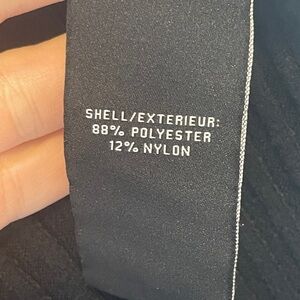 SHELL/EXTERIEUR:
88% POLYESTER
12% NYLON